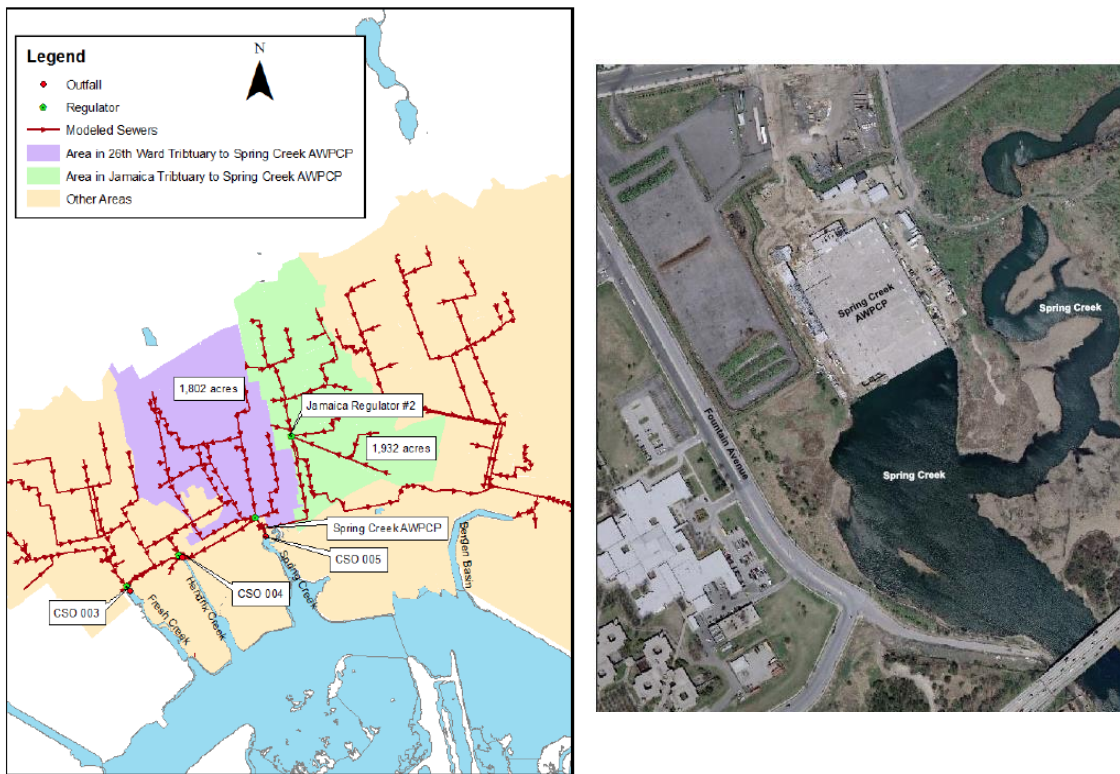 Legend
N
Outfall
Regulator
Modeled Sewers
Area in 26th Ward Tribtuary to Spring Creek AWPCP
Area in Jamaica Tribtuary to Spring Creek AWPCP
Other Areas
1,802 acres
Jamaica Regulator #2
1,932 acres
Spring Creek AWPCP
CSO 005
CSO 004
CSO 003
Fresh Creek
Hendrix Creek
Spring Creek
Bergen Basin
Spring Creek
AWPCP
Spring Creek
Fountain Avenue
Spring Creek